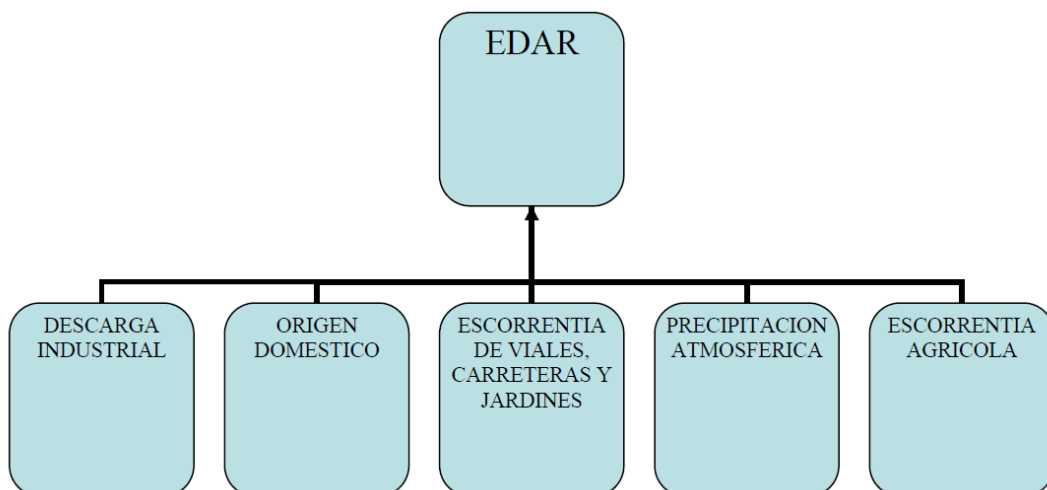 EDAR
DESCARGA
INDUSTRIAL
ORIGEN
DOMESTICO
ESCORRENTIA
DE VIALES,
CARRETERAS Y
JARDINES
PRECIPITACION
ATMOSFERICA
ESCORRENTIA
AGRICOLA